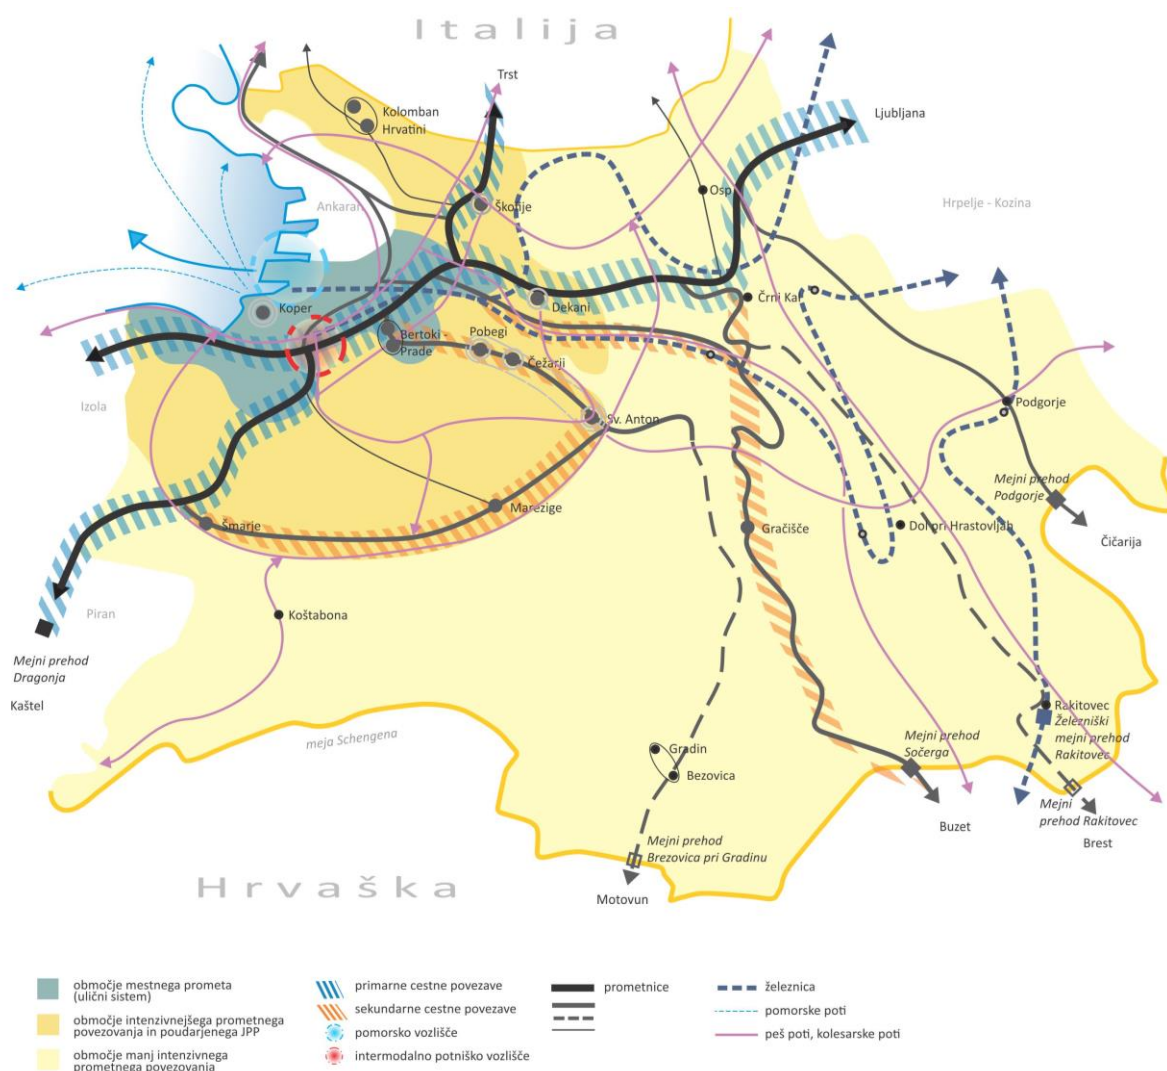 Italija
Trst
Ljubljana
Kolomban
Hrvatini
Osp
Ankaran
Škofije
Hrpelje - Kozina
Koper
Dekani
Črni Kal
Bertoki -
Prade
Pobegi
Čežarji
Izola
Sv. Anton
Podgorje
Mejni prehod
Podgorje
Marezige
Šmarje
Gračišče
Dol pri Hrastovljah
Čičarija
Piran
Koštabona
Mejni prehod
Dragonja
Kaštel
meja Schengena
Rakitovec
Železniški
mejni prehod
Rakitovec
Mejni prehod
Sočerga
Gradin
Bezovica
Mejni
prehod Rakitovec
Buzet
Brest
Mejni prehod
Brezovica pri Gradinu
Hrvaška
Motovun
območje mestnega prometa
(ulični sistem)
območje intenzivnejšega prometnega
povezovanja in poudarjenega JPP
območje manj intenzivnega
prometnega povezovanja
primarne cestne povezave
sekundarne cestne povezave
pomorsko vozlišče
intermodalno potniško vozlišče
prometnice
železnica
pomorske poti
peš poti, kolesarske poti